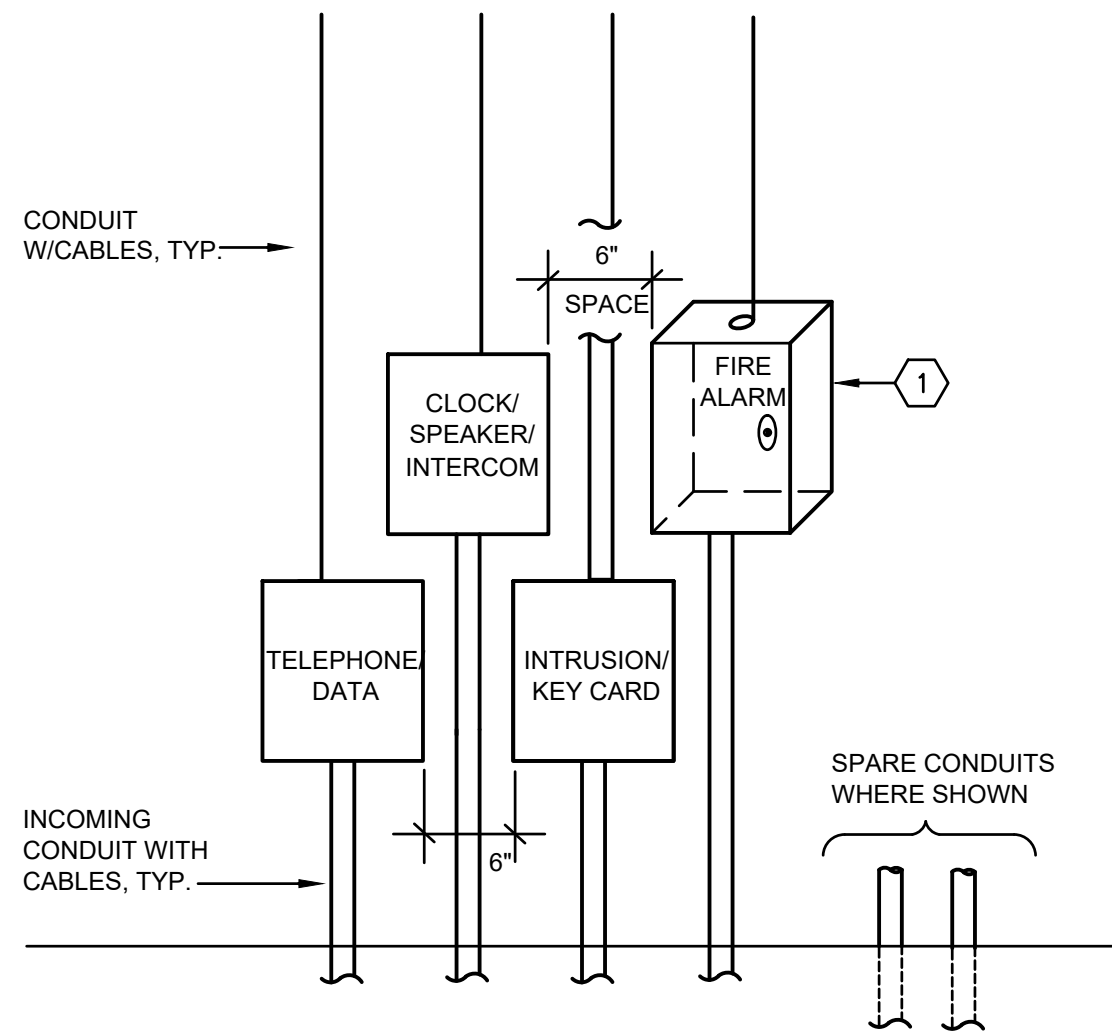 CONDUIT
W/CABLES, TYP.
6"
SPACE
FIRE
ALARM
1
CLOCK/
SPEAKER/
INTERCOM
TELEPHONE/
DATA
INTRUSION/
KEY CARD
SPARE CONDUITS
WHERE SHOWN
INCOMING
CONDUIT WITH
CABLES, TYP.
6"